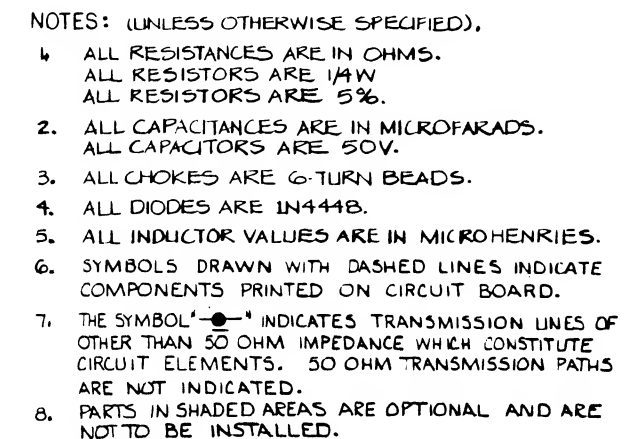 NOTES: (UNLESS OTHERWISE SPECIFIED).
1. ALL RESISTANCES ARE IN OHMS.
ALL RESISTORS ARE 1/4W
ALL RESISTORS ARE 5%.
2. ALL CAPACITANCES ARE IN MICROFARADS.
ALL CAPACITORS ARE 50V.
3. ALL CHOKES ARE 6-TURN BEADS.
4. ALL DIODES ARE 1N4448.
5. ALL INDUCTOR VALUES ARE IN MICROHENRIES.
6. SYMBOLS DRAWN WITH DASHED LINES INDICATE
COMPONENTS PRINTED ON CIRCUIT BOARD.
7. THE SYMBOL "-●-" INDICATES TRANSMISSION LINES OF
OTHER THAN 50 OHM IMPEDANCE WHICH CONSTITUTE
CIRCUIT ELEMENTS. 50 OHM TRANSMISSION PATHS
ARE NOT INDICATED.
8. PARTS IN SHADED AREAS ARE OPTIONAL AND ARE
NOT TO BE INSTALLED.